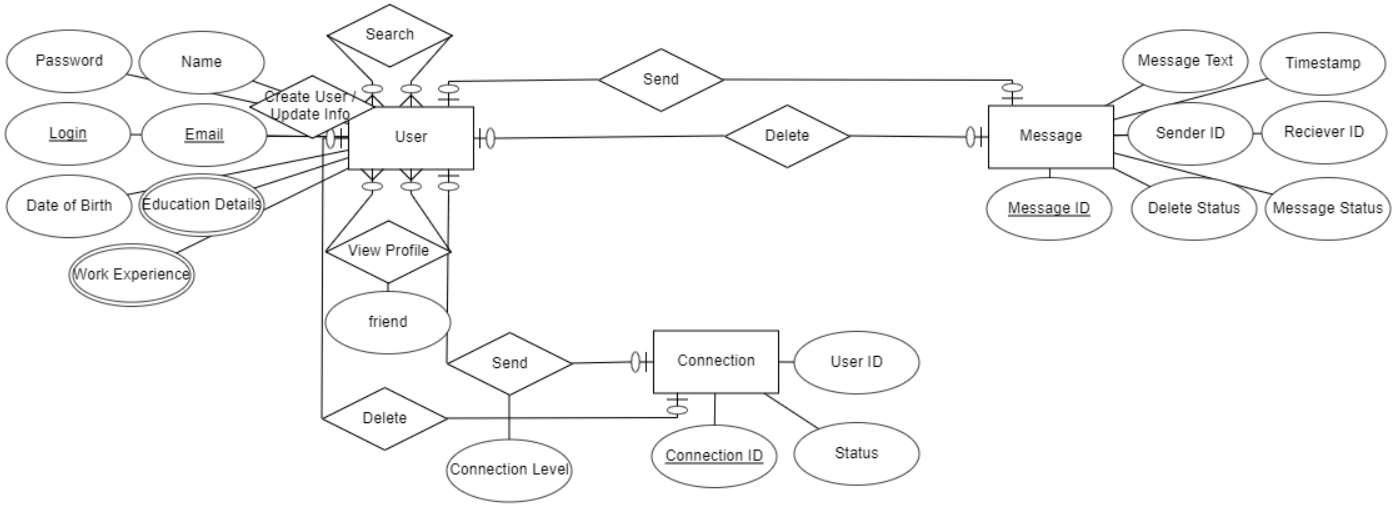 Search
Password
Name
Create User /
Update Info
Login
Email
User
Date of Birth
Education Details
Work Experience
View Profile
friend
Send
Delete
Message
Message Text
Timestamp
Sender ID
Reciever ID
Message ID
Delete Status
Message Status
Send
Connection
User ID
Delete
Connection Level
Connection ID
Status